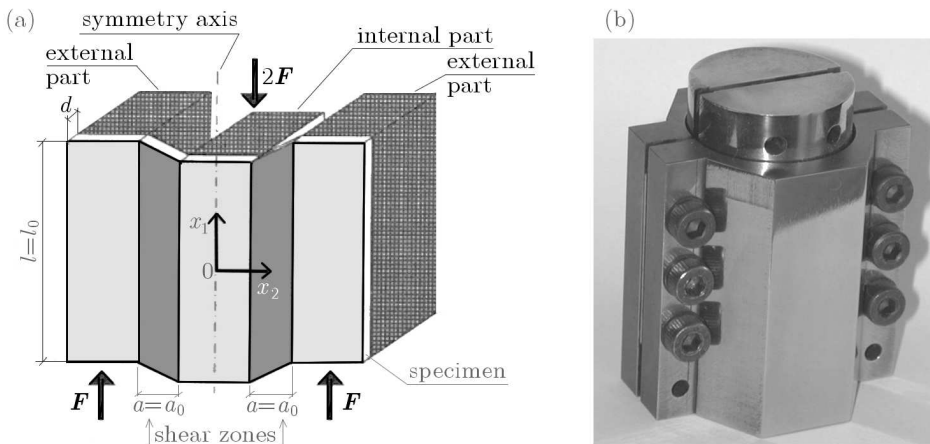 (a)
symmetry axis
external
part
2F
internal part
external
part
d
l=l₀
x₁
0
x₂
specimen
F
a=a₀
a=a₀
F
shear zones
(b)